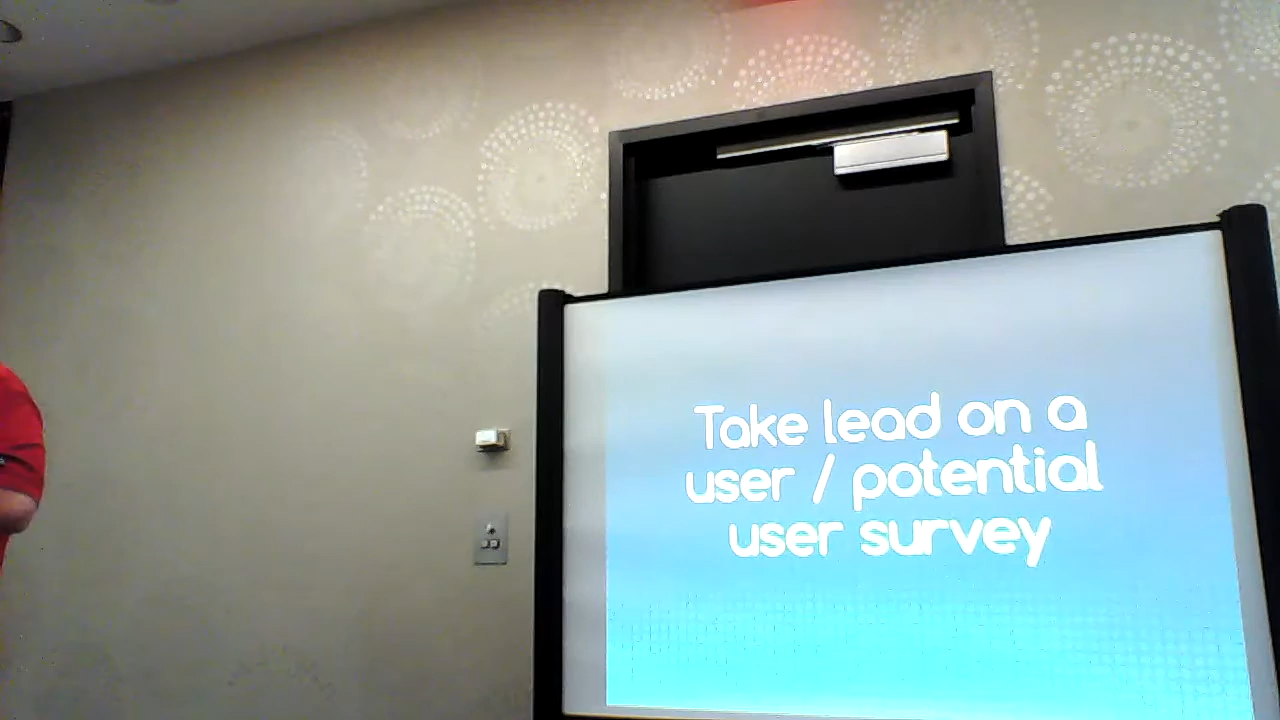 Take lead on a
user / potential
user survey